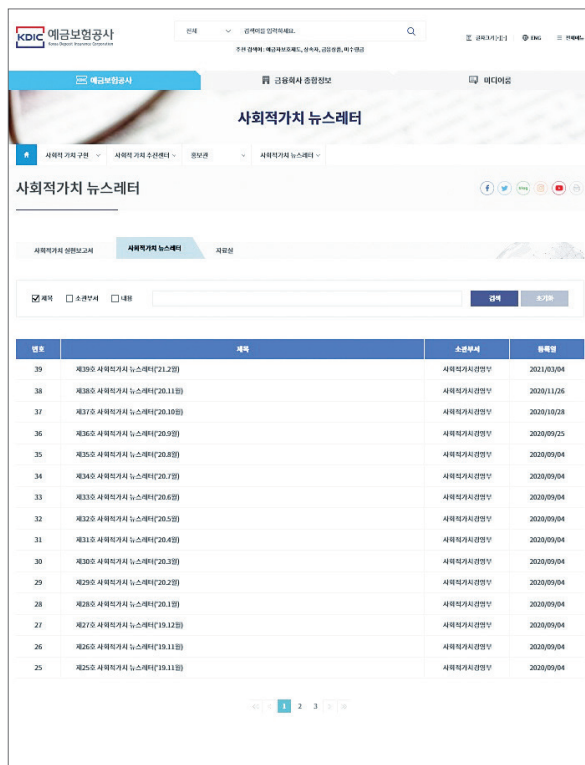 KDIC 예금보험공사
Korea Deposit Insurance Corporation
전체
검색어를 입력하세요.
추천 검색어 : 예금자보호제도, 상속자, 금융상품, 미수령금
글자크기 [+] [-]
ENG
전체메뉴
KDIC 예금보험공사
금융회사 종합정보
미디어룸
사회적가치 뉴스레터
사회적 가치 구현
사회적 가치 추진센터
홍보관
사회적가치 뉴스레터
사회적가치 뉴스레터
사회적가치 실현보고서
사회적가치 뉴스레터
자료실
제목
소관부서
내용
검색
초기화
번호 제목 소관부서 등록일
39 제39호 사회적가치 뉴스레터('21.2월) 사회적가치경영부 2021/03/04
38 제38호 사회적가치 뉴스레터('20.11월) 사회적가치경영부 2020/11/26
37 제37호 사회적가치 뉴스레터('20.10월) 사회적가치경영부 2020/10/28
36 제36호 사회적가치 뉴스레터('20.9월) 사회적가치경영부 2020/09/25
35 제35호 사회적가치 뉴스레터('20.8월) 사회적가치경영부 2020/09/04
34 제34호 사회적가치 뉴스레터('20.7월) 사회적가치경영부 2020/09/04
33 제33호 사회적가치 뉴스레터('20.6월) 사회적가치경영부 2020/09/04
32 제32호 사회적가치 뉴스레터('20.5월) 사회적가치경영부 2020/09/04
31 제31호 사회적가치 뉴스레터('20.4월) 사회적가치경영부 2020/09/04
30 제30호 사회적가치 뉴스레터('20.3월) 사회적가치경영부 2020/09/04
29 제29호 사회적가치 뉴스레터('20.2월) 사회적가치경영부 2020/09/04
28 제28호 사회적가치 뉴스레터('20.1월) 사회적가치경영부 2020/09/04
27 제27호 사회적가치 뉴스레터('19.12월) 사회적가치경영부 2020/09/04
26 제26호 사회적가치 뉴스레터('19.11월) 사회적가치경영부 2020/09/04
25 제25호 사회적가치 뉴스레터('19.11월) 사회적가치경영부 2020/09/04
1 2 3